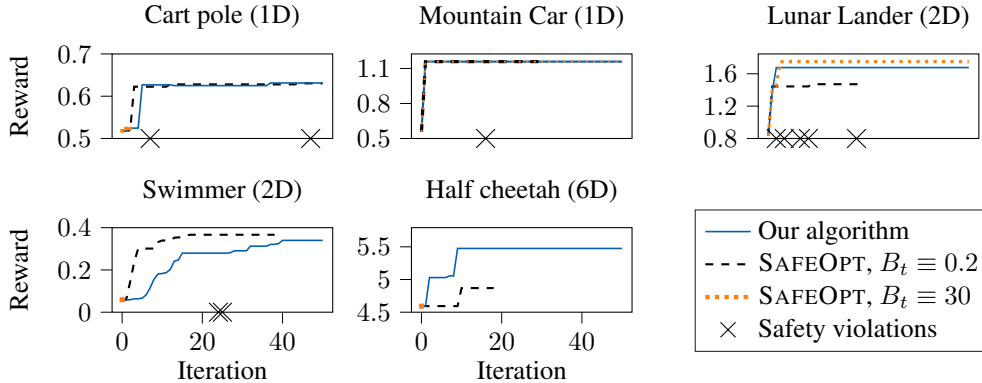 Cart pole (1D)
Mountain Car (1D)
Lunar Lander (2D)
Reward
0.7
0.6
0.5
1.1
0.8
0.5
1.6
1.2
0.8
Swimmer (2D)
Half cheetah (6D)
Reward
0.4
0.2
0
5.5
5
4.5
0
20
40
0
20
40
Iteration
Iteration
Our algorithm
SAFEOPT, Bₜ ≡ 0.2
SAFEOPT, Bₜ ≡ 30
Safety violations